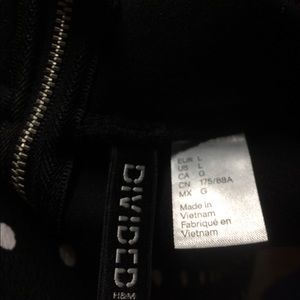 DIVIDED
H&M
EUR L
US L
CA G
CN 175/88A
MX G
Made in
Vietnam
Fabriqué en
Vietnam